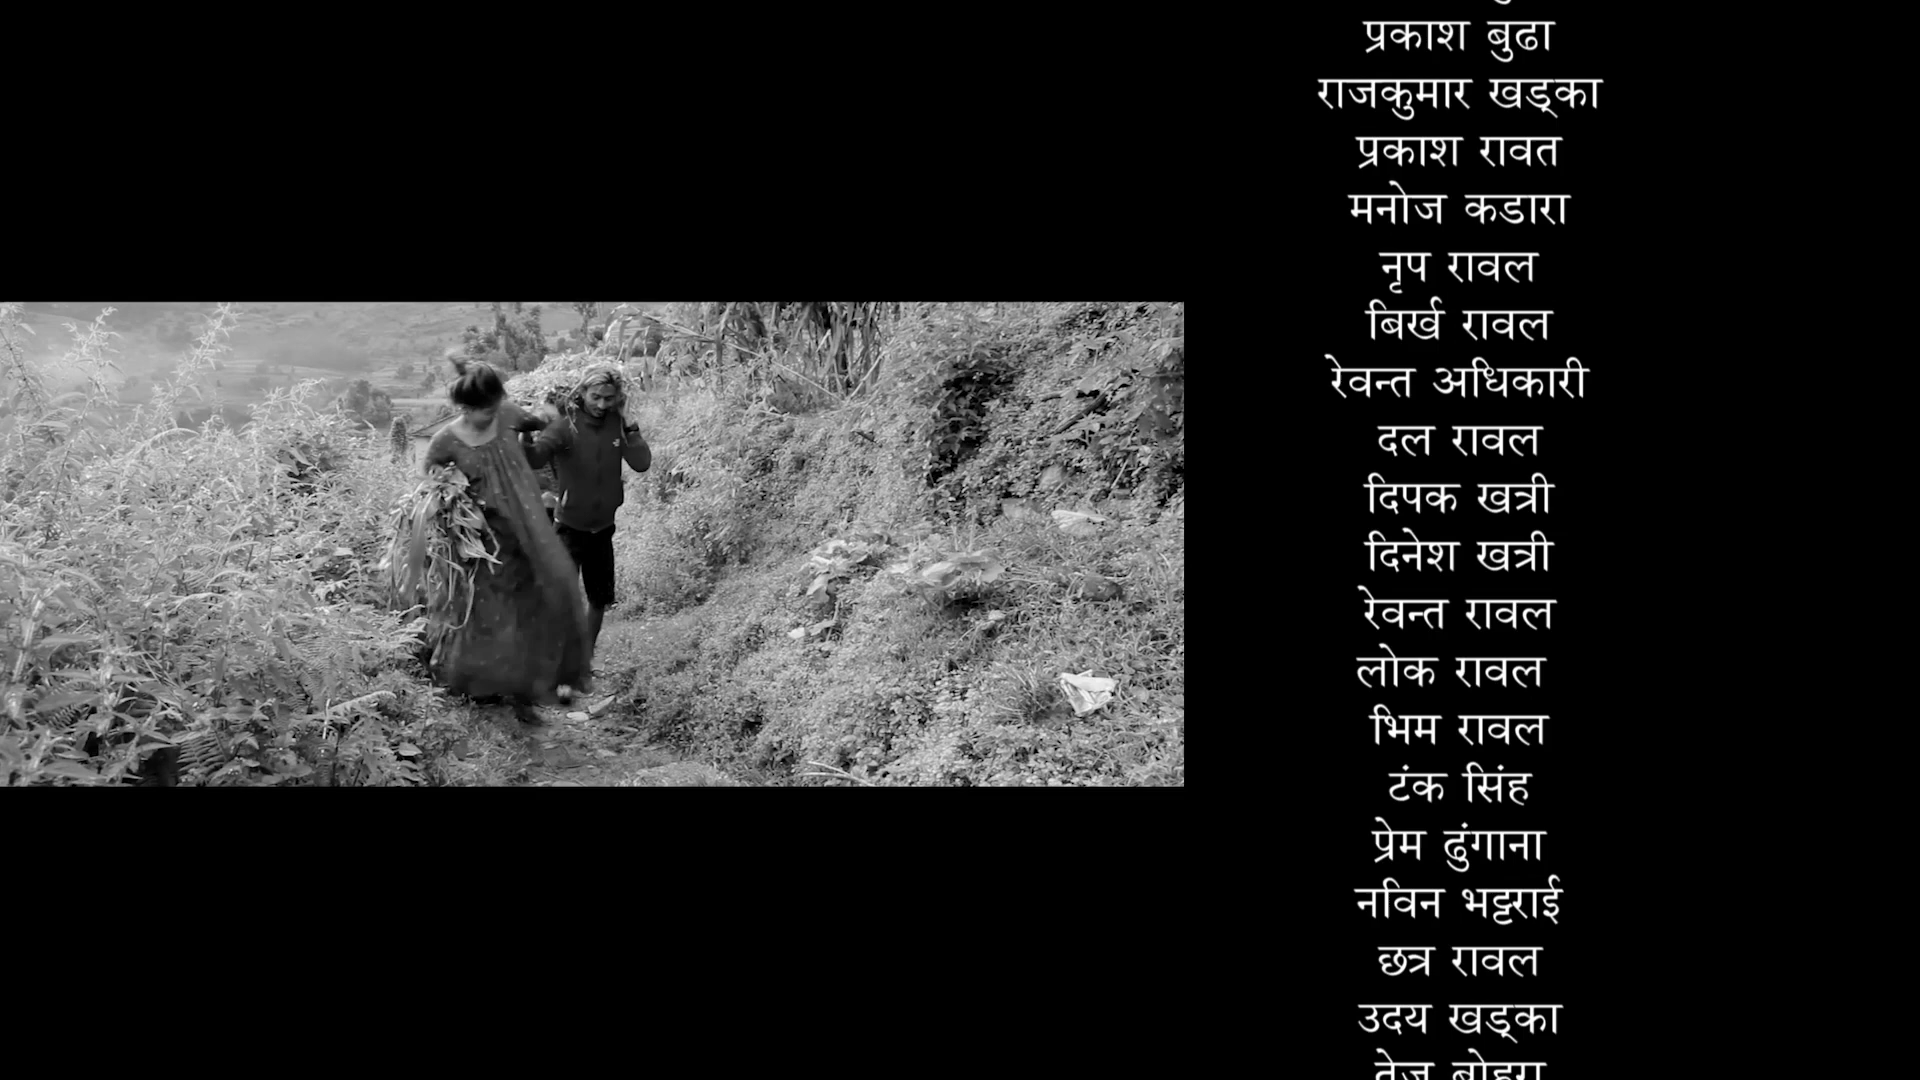 प्रकाश बुढा
राजकुमार खड्का
प्रकाश रावत
मनोज कडारा
नृप रावल
बिर्ख रावल
रेवन्त अधिकारी
दल रावल
दिपक खत्री
दिनेश खत्री
रेवन्त रावल
लोक रावल
भिम रावल
टंक सिंह
प्रेम ढुंगाना
नविन भट्टराई
छत्र रावल
उदय खड्का
तेज बोहरा